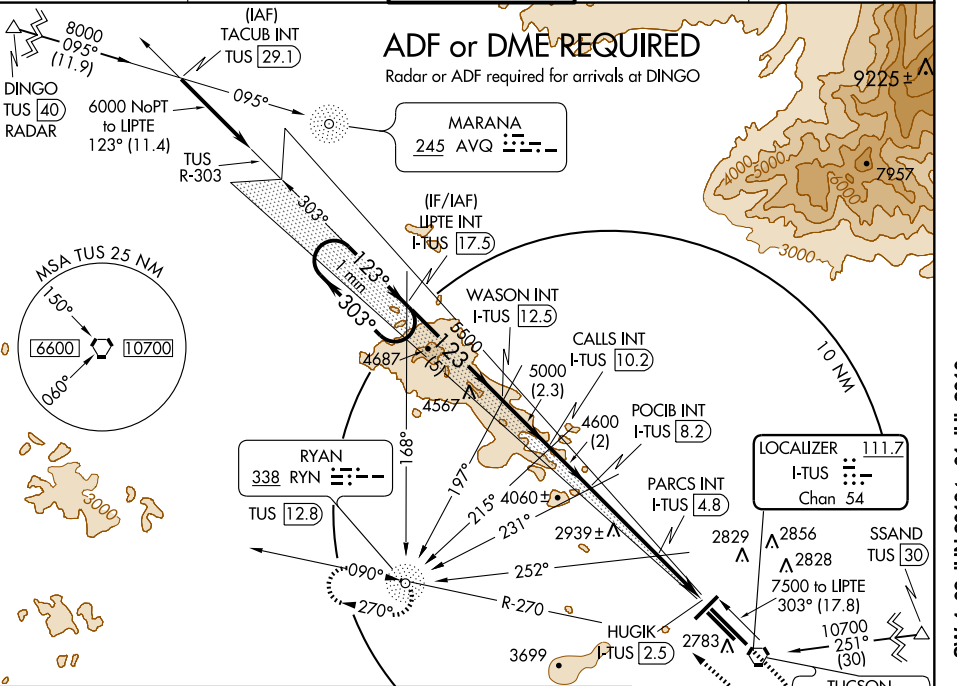 (IAF)
TACUB INT
TUS 29.1
8000
095°
(11.9)
DINGO
TUS 40
RADAR
ADF or DME REQUIRED
Radar or ADF required for arrivals at DINGO
9225±
095°
6000 NoPT
to LIPTE
123° (11.4)
MARANA
245 AVQ
TUS
R-303
7957
4000
5000
6000
3000
303°
(IF/IAF)
LIPTE INT
I-TUS 17.5
MSA TUS 25 NM
150°
6600
10700
060°
123°
1 min
303°
WASON INT
I-TUS 12.5
5500
123
(5)
4687
4567
CALLS INT
I-TUS 10.2
10 NM
5000
(2.3)
4600
(2)
POCIB INT
I-TUS 8.2
LOCALIZER 111.7
I-TUS
Chan 54
RYAN
338 RYN
TUS 12.8
168°
197°
215°
231°
4060±
PARCS INT
I-TUS 4.8
3000
2939±
2829
2856
2828
SSAND
TUS 30
090°
270°
252°
R-270
7500 to LIPTE
303° (17.8)
10700
251°
(30)
HUGIK
I-TUS 2.5
2783
3699
TUCSON